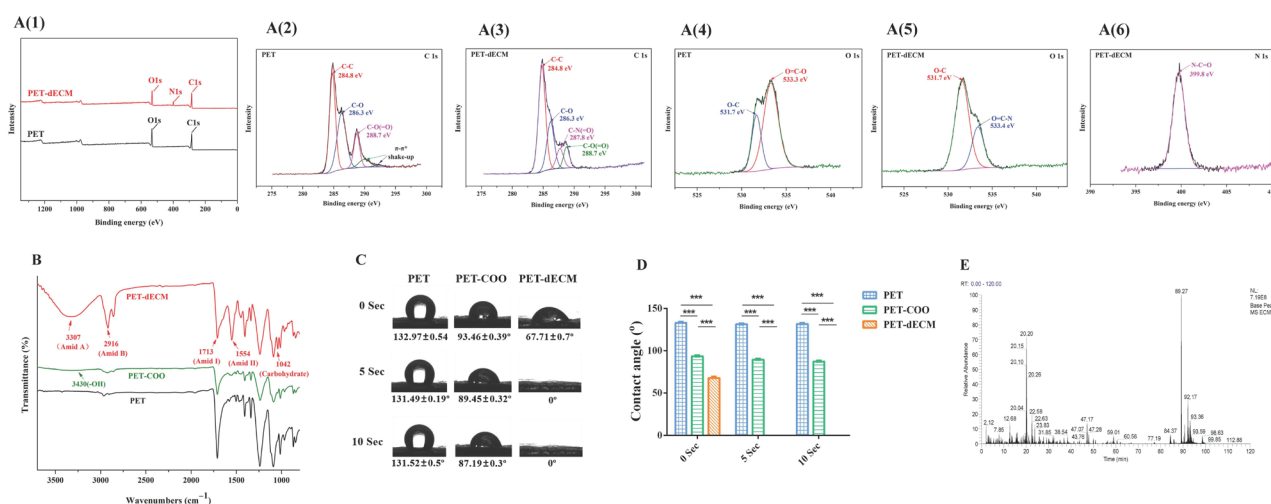 A(1)
PET-dECM
O1s
N1s
C1s
PET
O1s
C1s
Intensity
1200 1000 800 600 400 200 0
Binding energy (eV)
A(2)
PET
C 1s
C-C
284.8 eV
C-O
286.3 eV
C-O(=O)
288.7 eV
π-π*
shake-up
Intensity
285 290 295 300
Binding energy (eV)
A(3)
PET-dECM
C 1s
C-C
284.8 eV
C-O
286.3 eV
C-N(=O)
287.8 eV
C-O(=O)
288.7 eV
Intensity
285 290 295 300
Binding energy (eV)
A(4)
PET
O 1s
O=C-O
533.3 eV
O-C
531.7 eV
Intensity
525 530 535 540
Binding energy (eV)
A(5)
PET-dECM
O 1s
O-C
531.7 eV
O=C-N
533.4 eV
Intensity
525 530 535 540
Binding energy (eV)
A(6)
PET-dECM
N 1s
N-C=O
399.8 eV
Intensity
390 395 400 405
Binding energy (eV)
B
PET-dECM
3307
(Amid A)
2916
(Amid B)
1713
(Amid I)
1554
(Amid II)
1042
(Carbohydrate)
PET-COO
3430(-OH)
PET
Transmittance (%)
3500 3000 2500 2000 1500 1000
Wavenumbers (cm⁻¹)
C
PET PET-COO PET-dECM
0 Sec
132.97±0.54 93.46±0.39° 67.71±0.7°
5 Sec
131.49±0.19° 89.45±0.32° 0°
10 Sec
131.52±0.5° 87.19±0.3° 0°
D
Contact angle (°)
150
100
50
0
*** *** ***
*** *** ***
*** *** ***
0 Sec 5 Sec 10 Sec
PET
PET-COO
PET-dECM
E
RT: 0.00 - 120.00
NL:
7.19E8
Base Pea
MS ECM
Relative Abundance
100
90
80
70
60
50
40
30
20
10
0
2.12
7.85
12.68
20.04
20.10
20.15
20.20
20.26
22.58
22.63
23.83
31.85
38.54
43.76
47.07
47.17
47.28
59.01
60.56
77.19
84.37
89.27
92.17
93.36
93.59
98.63
99.85
112.86
0 10 20 30 40 50 60 70 80 90 100 110 120
Time (min)